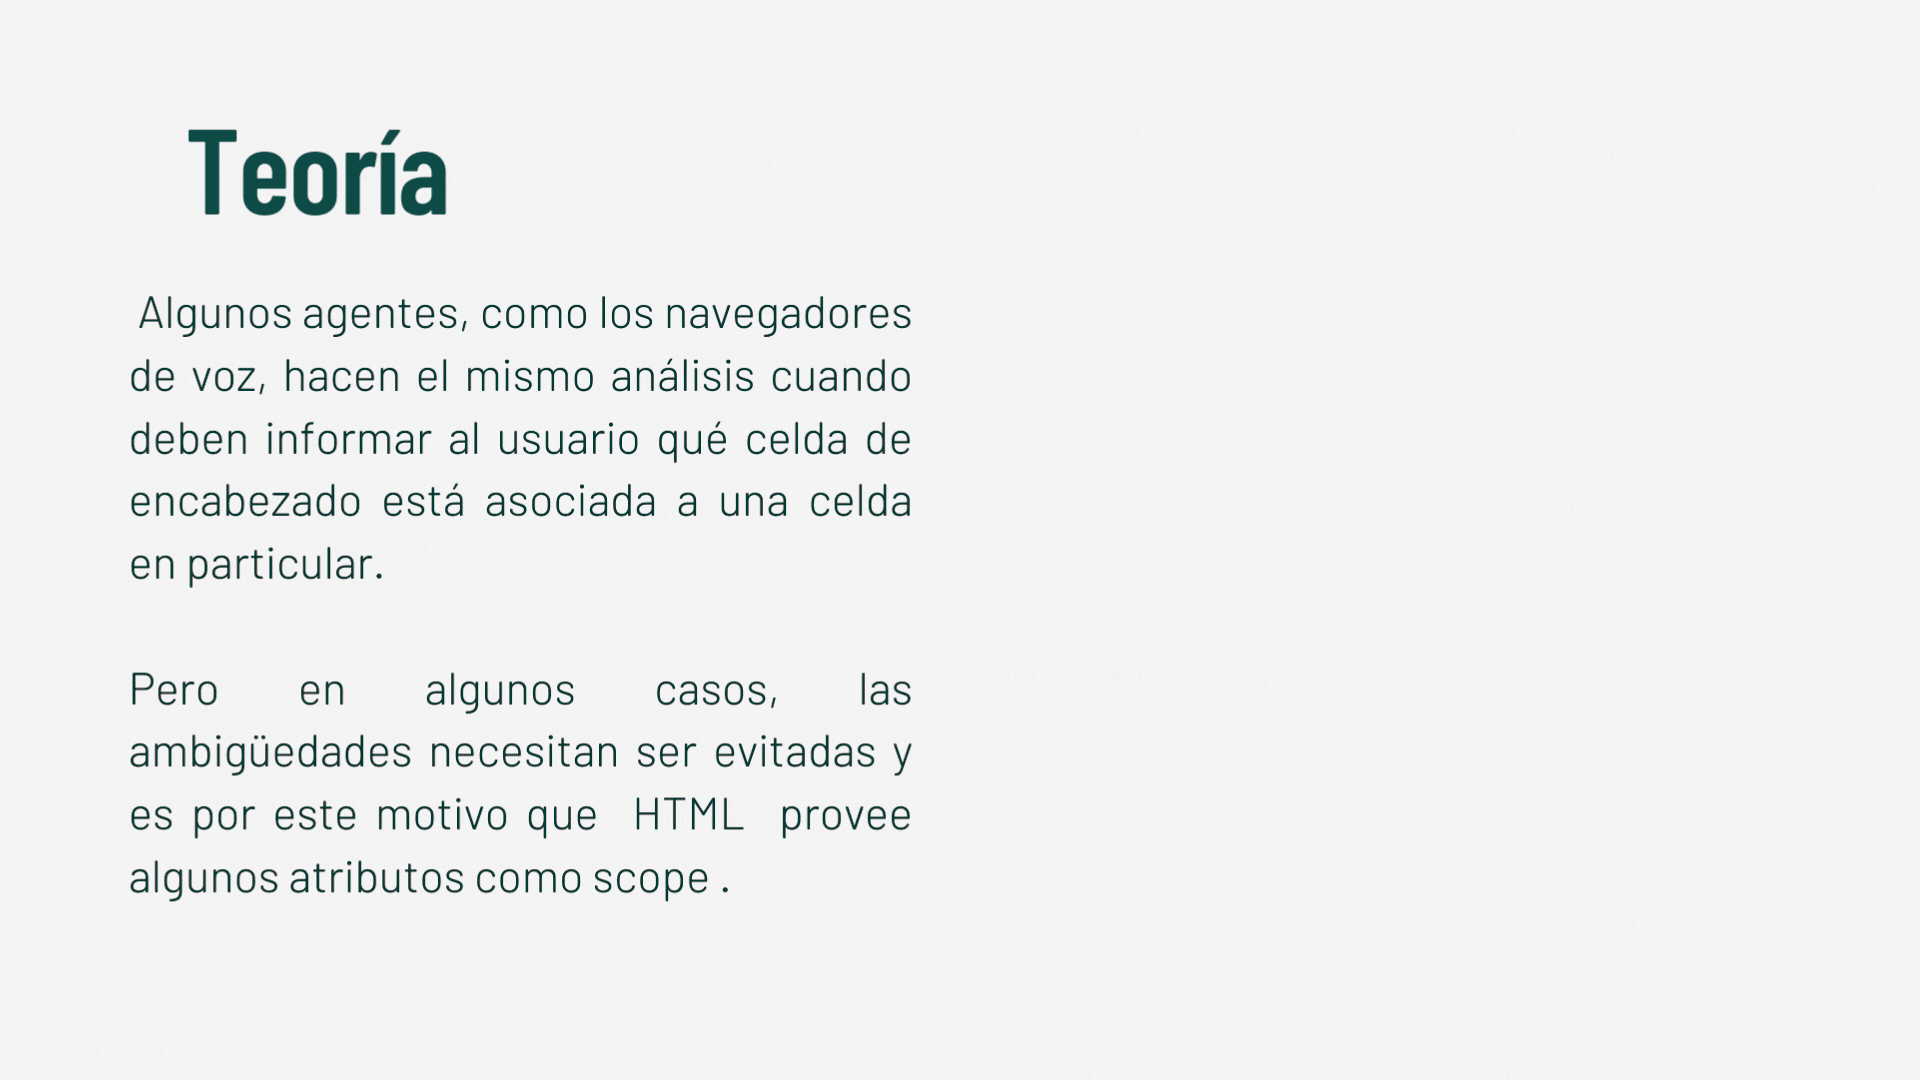 Teoría
Algunos agentes, como los navegadores
de voz, hacen el mismo análisis cuando
deben informar al usuario qué celda de
encabezado está asociada a una celda
en particular.
Pero en algunos casos, las
ambigüedades necesitan ser evitadas y
es por este motivo que HTML provee
algunos atributos como scope .